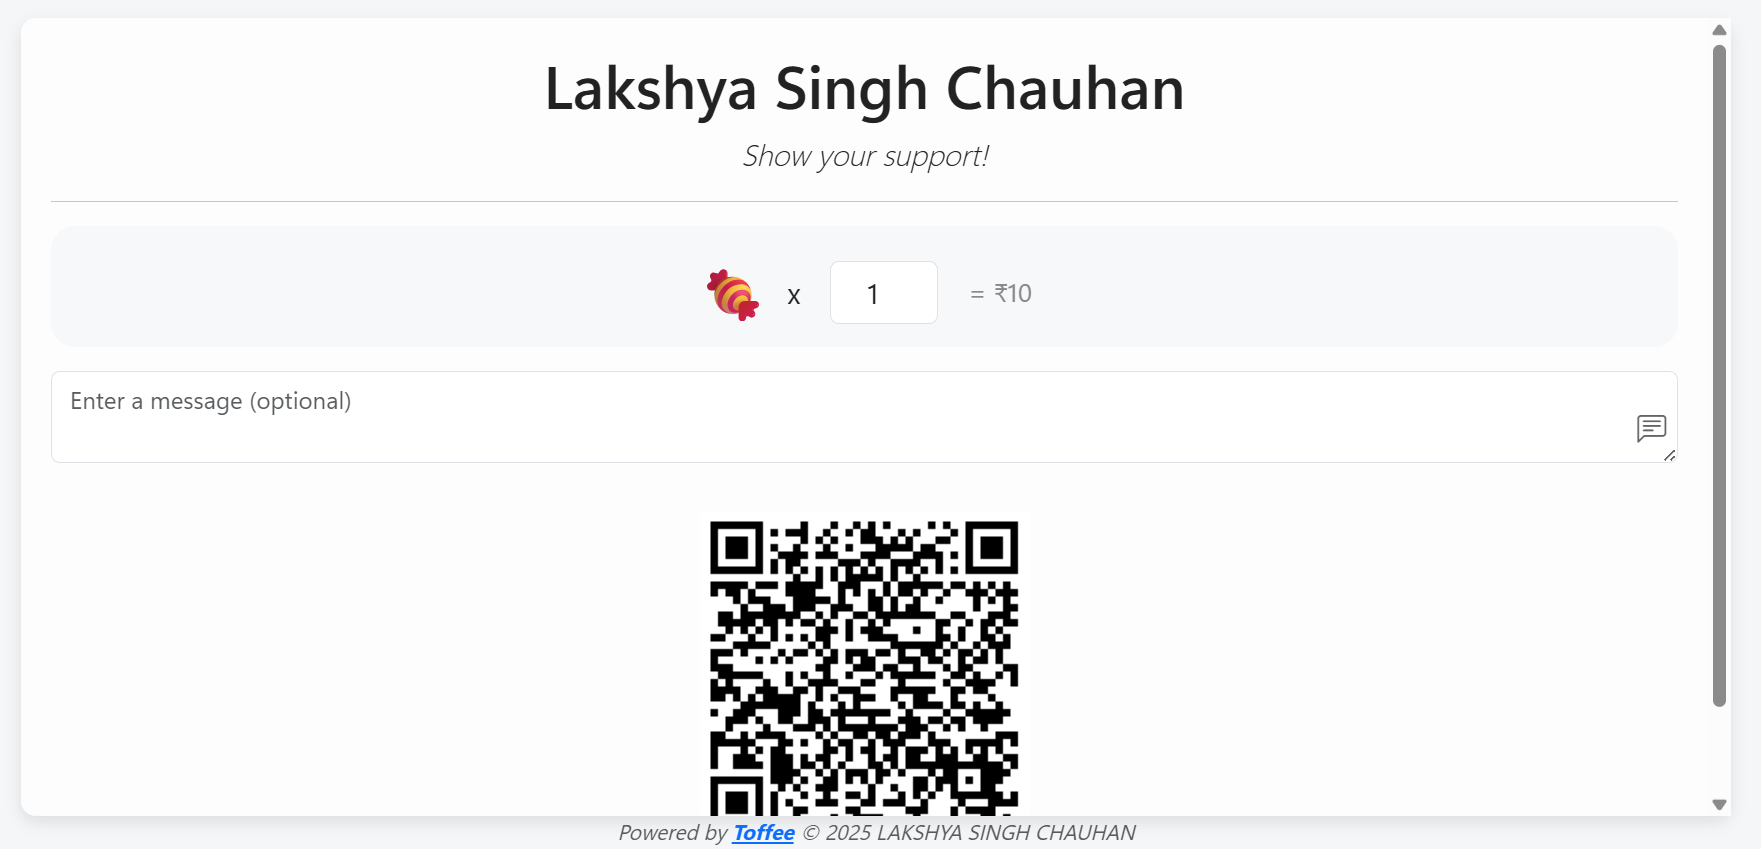 Lakshya Singh Chauhan
Show your support!
x 1 = ₹10
Enter a message (optional)
Powered by Toffee © 2025 LAKSHYA SINGH CHAUHAN